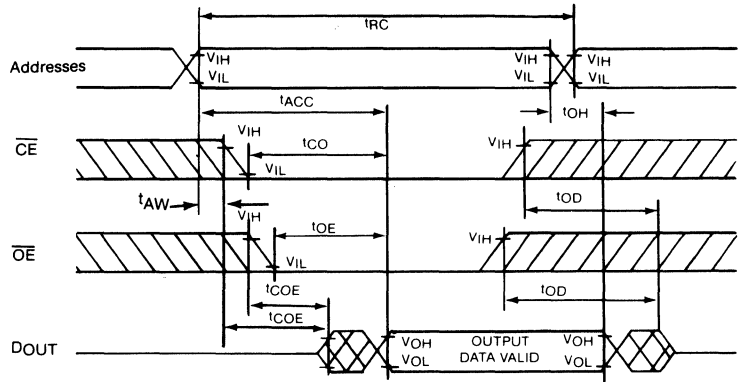 tRC
Addresses
VIH VIH VIH
VIL VIL VIL
tACC
tOH
CE
VIH VIH
tCO
VIL
tAW
tOD
VIH
OE
tOE
VIH
VIL
tCOE
tOD
tCOE
DOUT
VOH OUTPUT VOH
VOL DATA VALID VOL